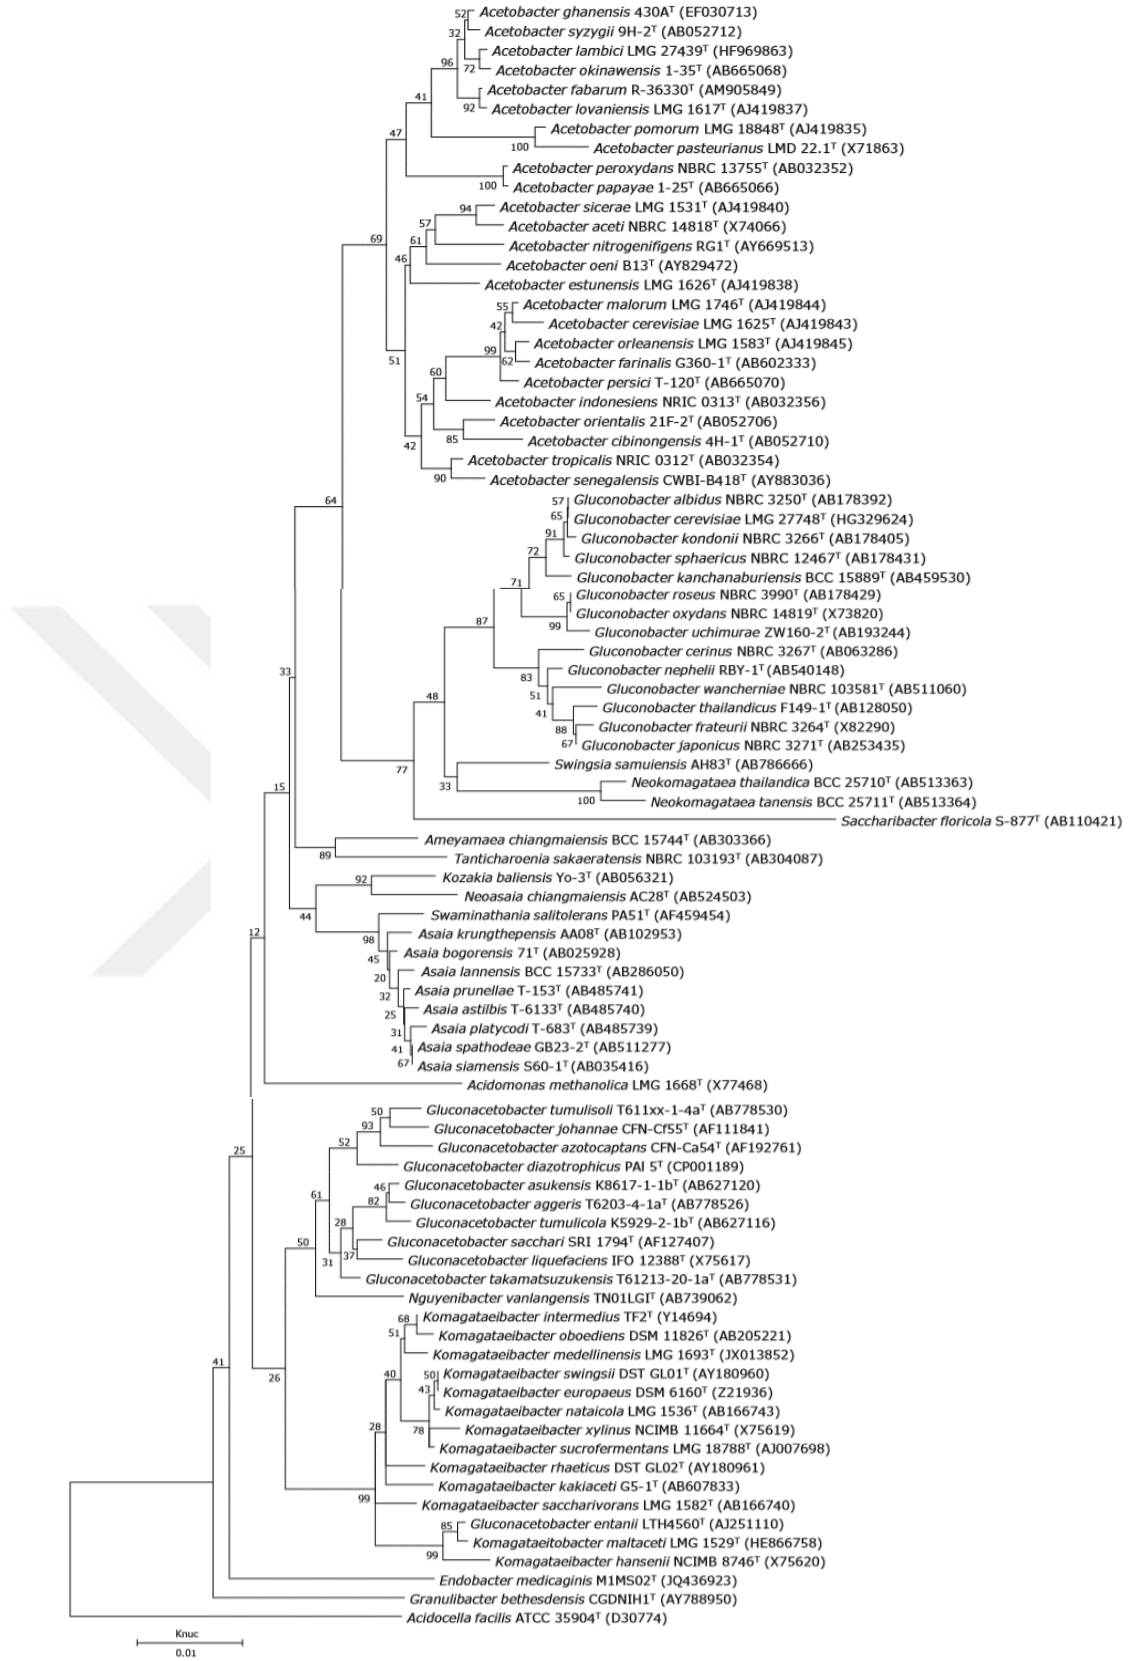 52 Acetobacter ghanensis 430Aᵀ (EF030713)
Acetobacter syzygii 9H-2ᵀ (AB052712)
32
Acetobacter lambici LMG 27439ᵀ (HF969863)
96 72 Acetobacter okinawensis 1-35ᵀ (AB665068)
Acetobacter fabarum R-36330ᵀ (AM905849)
41 92 Acetobacter lovaniensis LMG 1617ᵀ (AJ419837)
Acetobacter pomorum LMG 18848ᵀ (AJ419835)
47 100 Acetobacter pasteurianus LMD 22.1ᵀ (X71863)
Acetobacter peroxydans NBRC 13755ᵀ (AB032352)
100 Acetobacter papayae 1-25ᵀ (AB665066)
94 Acetobacter sicerae LMG 1531ᵀ (AJ419840)
57 Acetobacter aceti NBRC 14818ᵀ (X74066)
69 61 Acetobacter nitrogenifigens RG1ᵀ (AY669513)
46 Acetobacter oeni B13ᵀ (AY829472)
Acetobacter estunensis LMG 1626ᵀ (AJ419838)
55 Acetobacter malorum LMG 1746ᵀ (AJ419844)
42 Acetobacter cerevisiae LMG 1625ᵀ (AJ419843)
99 Acetobacter orleanensis LMG 1583ᵀ (AJ419845)
51 62 Acetobacter farinalis G360-1ᵀ (AB602333)
60 Acetobacter persici T-120ᵀ (AB665070)
54 Acetobacter indonesiens NRIC 0313ᵀ (AB032356)
Acetobacter orientalis 21F-2ᵀ (AB052706)
42 85 Acetobacter cibinongensis 4H-1ᵀ (AB052710)
Acetobacter tropicalis NRIC 0312ᵀ (AB032354)
90 Acetobacter senegalensis CWBI-B418ᵀ (AY883036)
64 57 Gluconobacter albidus NBRC 3250ᵀ (AB178392)
65 Gluconobacter cerevisiae LMG 27748ᵀ (HG329624)
91 Gluconobacter kondonii NBRC 3266ᵀ (AB178405)
72 Gluconobacter sphaericus NBRC 12467ᵀ (AB178431)
71 Gluconobacter kanchanaburiensis BCC 15889ᵀ (AB459530)
65 Gluconobacter roseus NBRC 3990ᵀ (AB178429)
Gluconobacter oxydans NBRC 14819ᵀ (X73820)
87 99 Gluconobacter uchimurae ZW160-2ᵀ (AB193244)
Gluconobacter cerinus NBRC 3267ᵀ (AB063286)
33 83 Gluconobacter nephelii RBY-1ᵀ (AB540148)
48 51 Gluconobacter wancherniae NBRC 103581ᵀ (AB511060)
41 Gluconobacter thailandicus F149-1ᵀ (AB128050)
88 Gluconobacter frateurii NBRC 3264ᵀ (X82290)
67 Gluconobacter japonicus NBRC 3271ᵀ (AB253435)
77 Swingsia samuiensis AH83ᵀ (AB786666)
15 33 Neokomagataea thailandica BCC 25710ᵀ (AB513363)
100 Neokomagataea tanensis BCC 25711ᵀ (AB513364)
Saccharibacter floricola S-877ᵀ (AB110421)
Ameyamaea chiangmaiensis BCC 15744ᵀ (AB303366)
89 Tanticharoenia sakaeratensis NBRC 103193ᵀ (AB304087)
92 Kozakia baliensis Yo-3ᵀ (AB056321)
Neoasaia chiangmaiensis AC28ᵀ (AB524503)
44 Swaminathania salitolerans PA51ᵀ (AF459454)
12 98 Asaia krungthepensis AA08ᵀ (AB102953)
45 Asaia bogorensis 71ᵀ (AB025928)
20 Asaia lannensis BCC 15733ᵀ (AB286050)
32 Asaia prunellae T-153ᵀ (AB485741)
25 Asaia astilbis T-6133ᵀ (AB485740)
31 Asaia platycodi T-683ᵀ (AB485739)
41 Asaia spathodeae GB23-2ᵀ (AB511277)
67 Asaia siamensis S60-1ᵀ (AB035416)
Acidomonas methanolica LMG 1668ᵀ (X77468)
50 Gluconacetobacter tumulisoli T611xx-1-4aᵀ (AB778530)
93 Gluconacetobacter johannae CFN-Cf55ᵀ (AF111841)
25 52 Gluconacetobacter azotocaptans CFN-Ca54ᵀ (AF192761)
Gluconacetobacter diazotrophicus PAI 5ᵀ (CP001189)
61 46 Gluconacetobacter asukensis K8617-1-1bᵀ (AB627120)
82 Gluconacetobacter aggeris T6203-4-1aᵀ (AB778526)
28 Gluconacetobacter tumulicola K5929-2-1bᵀ (AB627116)
50 Gluconacetobacter sacchari SRI 1794ᵀ (AF127407)
31 37 Gluconacetobacter liquefaciens IFO 12388ᵀ (X75617)
Gluconacetobacter takamatsuzukensis T61213-20-1aᵀ (AB778531)
Nguyenibacter vanlangensis TN01LGIᵀ (AB739062)
68 Komagataeibacter intermedius TF2ᵀ (Y14694)
51 Komagataeibacter oboediens DSM 11826ᵀ (AB205221)
Komagataeibacter medellinensis LMG 1693ᵀ (JX013852)
41 26 40 50 Komagataeibacter swingsii DST GL01ᵀ (AY180960)
43 Komagataeibacter europaeus DSM 6160ᵀ (Z21936)
Komagataeibacter nataicola LMG 1536ᵀ (AB166743)
28 78 Komagataeibacter xylinus NCIMB 11664ᵀ (X75619)
Komagataeibacter sucrofermentans LMG 18788ᵀ (AJ007698)
Komagataeibacter rhaeticus DST GL02ᵀ (AY180961)
Komagataeibacter kakiaceti G5-1ᵀ (AB607833)
99 Komagataeibacter saccharivorans LMG 1582ᵀ (AB166740)
85 Gluconacetobacter entanii LTH4560ᵀ (AJ251110)
Komagataeitobacter maltaceti LMG 1529ᵀ (HE866758)
99 Komagataeibacter hansenii NCIMB 8746ᵀ (X75620)
Endobacter medicaginis M1MS02ᵀ (JQ436923)
Granulibacter bethesdensis CGDNIH1ᵀ (AY788950)
Acidocella facilis ATCC 35904ᵀ (D30774)
Knuc
0.01